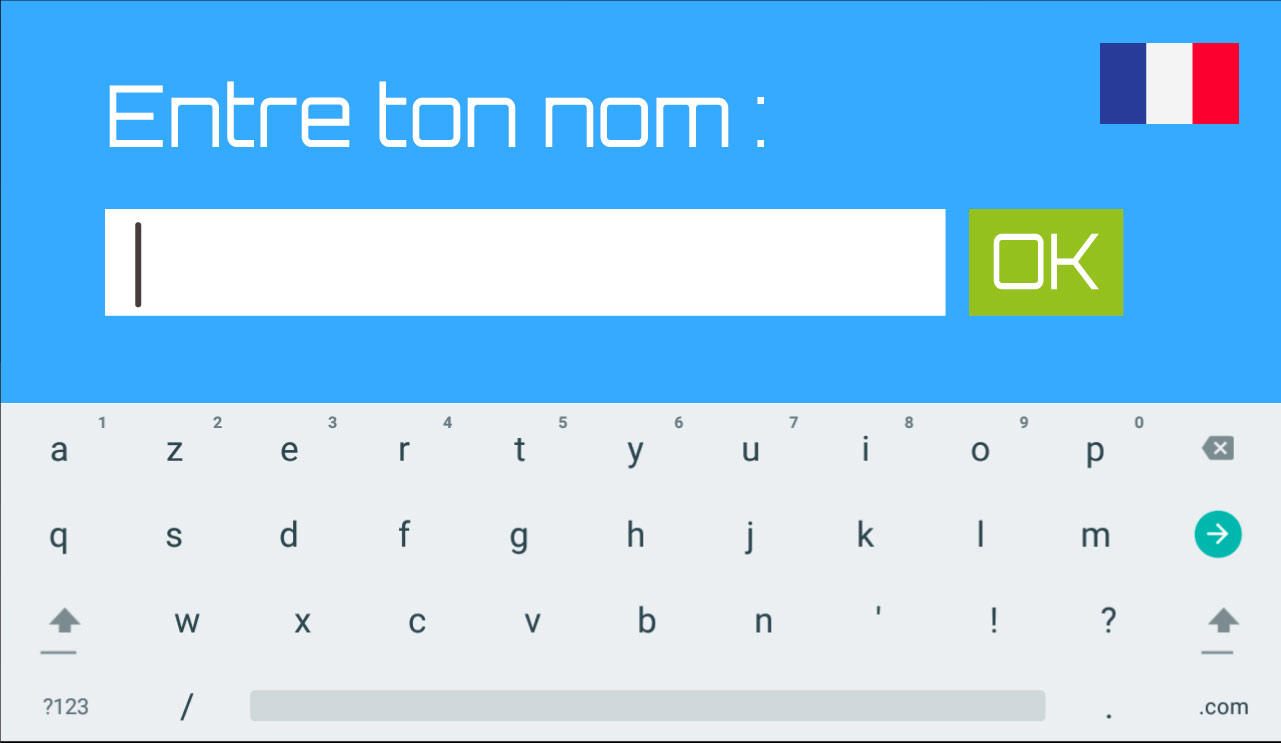 Entre ton nom :
OK
1 2 3 4 5 6 7 8 9 0
a z e r t y u i o p
q s d f g h j k l m
w x c v b n ' ! ?
?123 / . .com